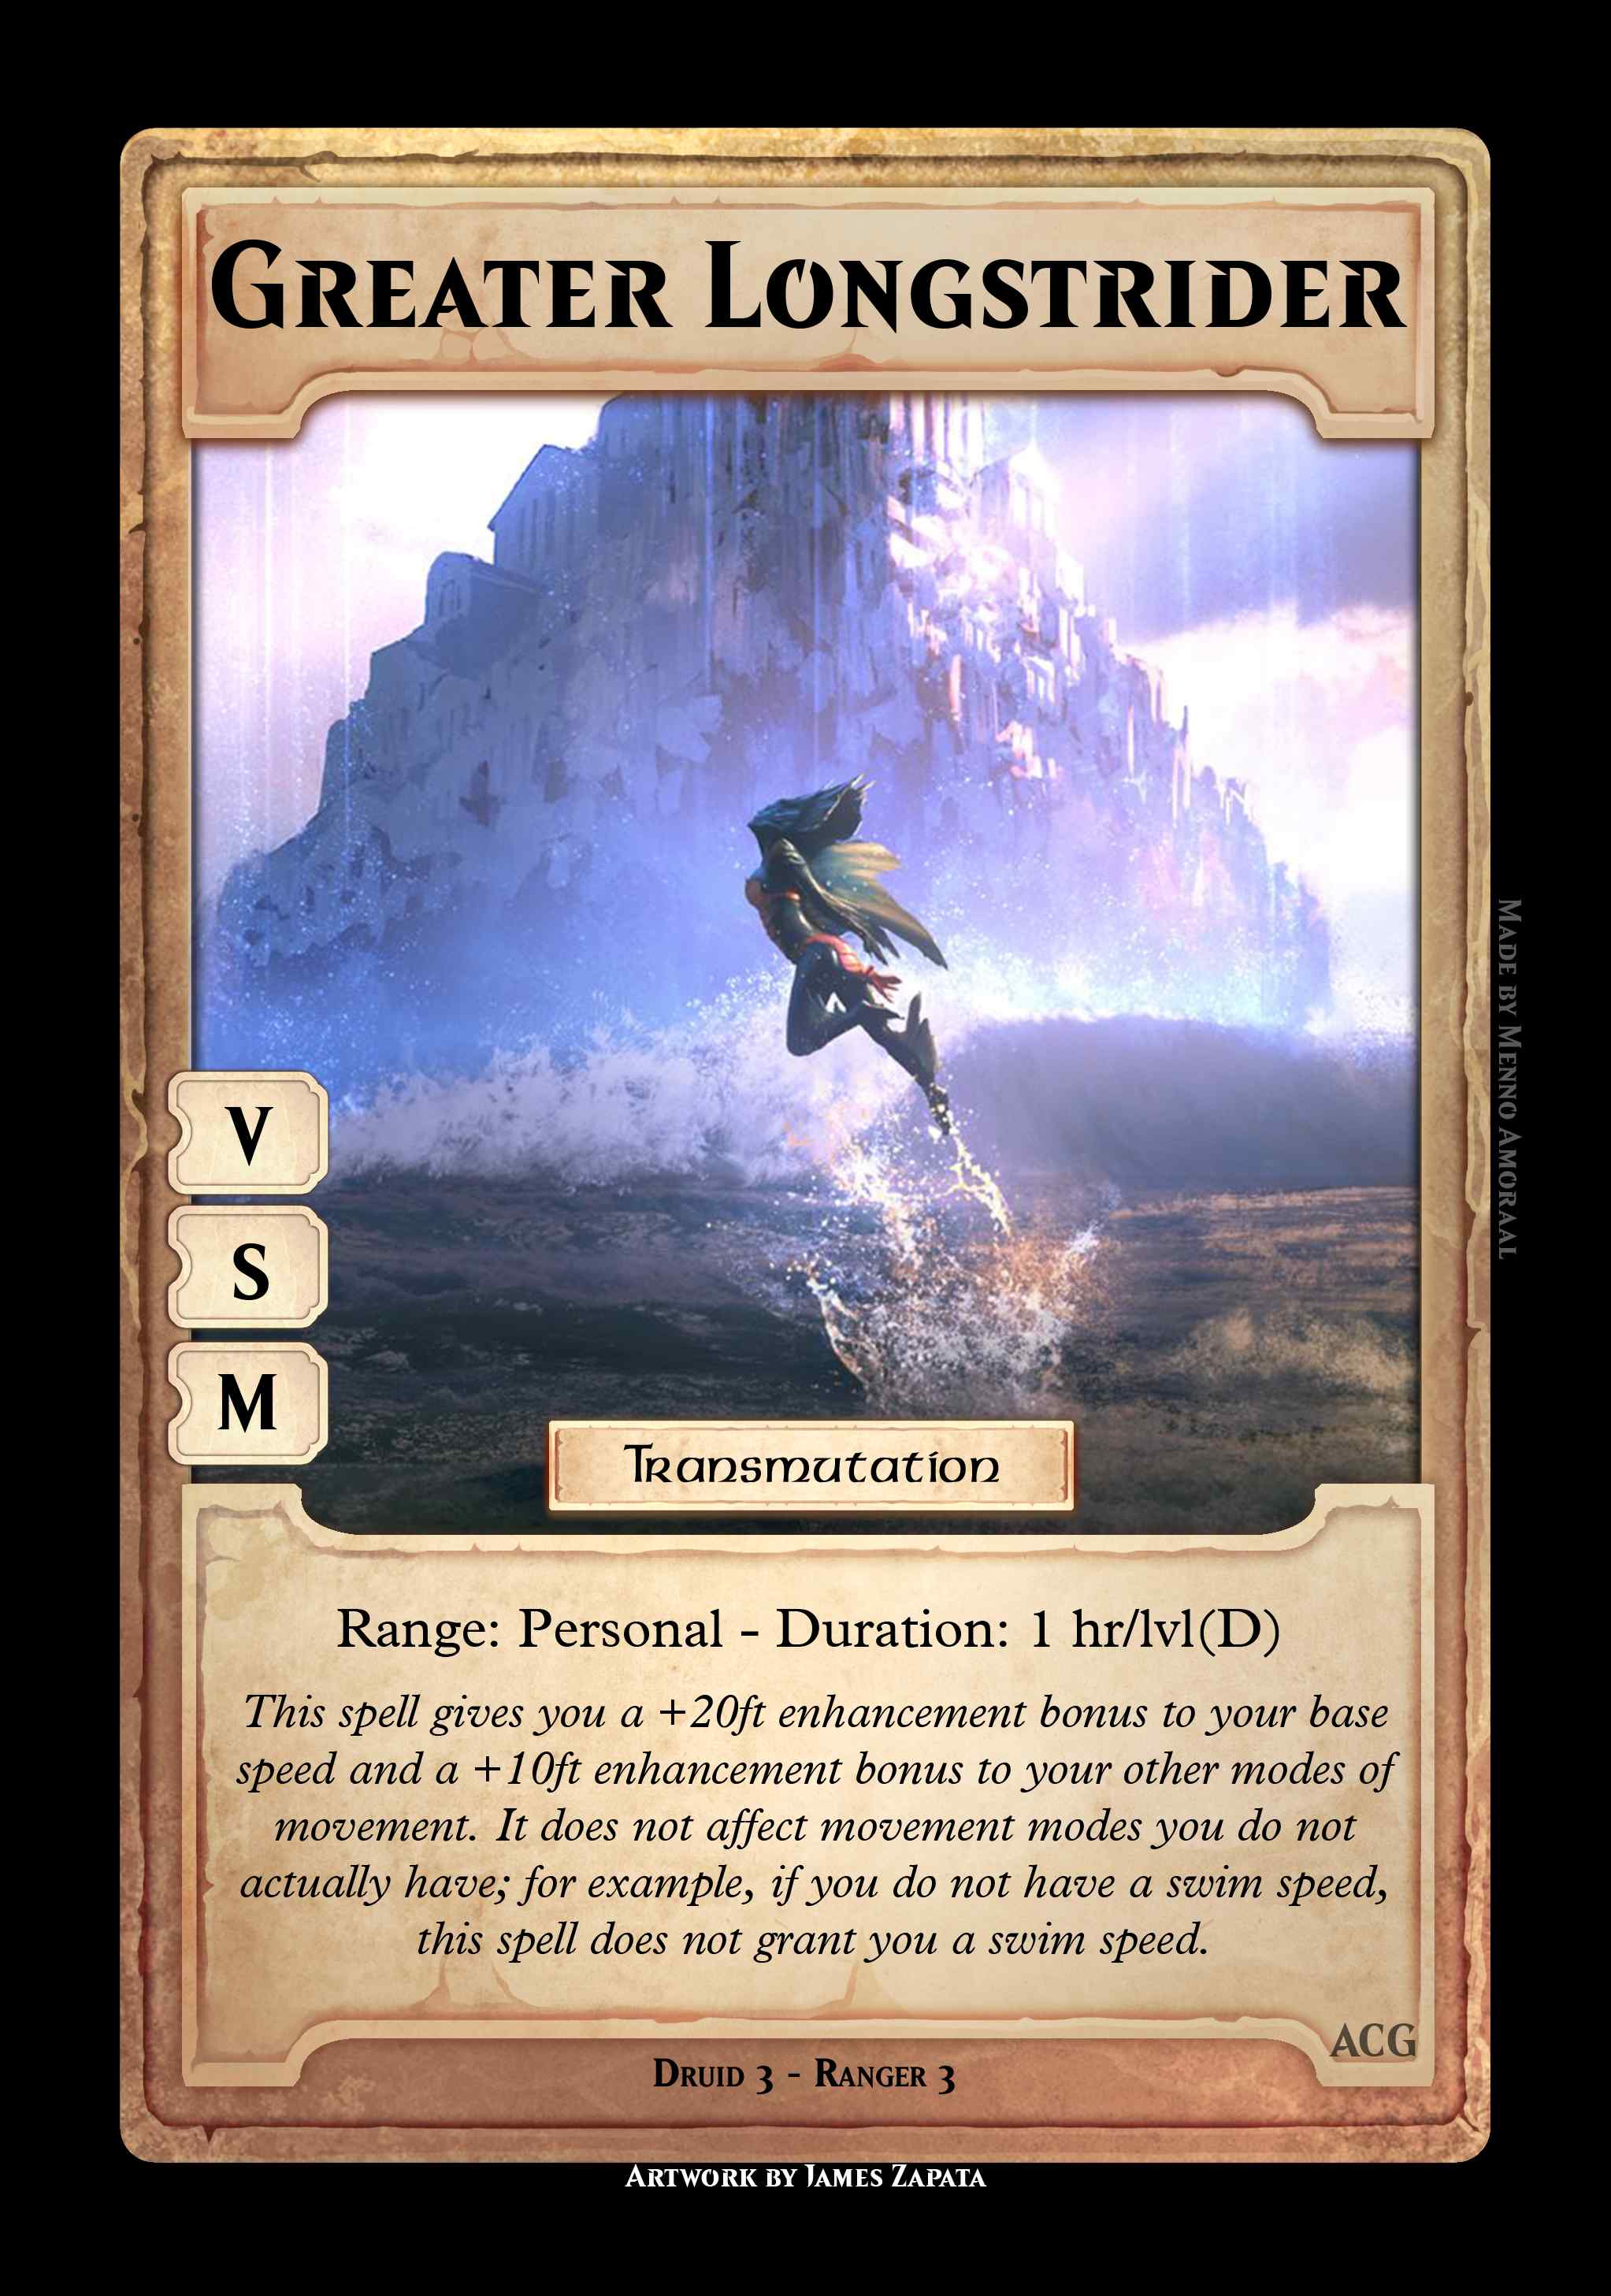 Greater Longstrider
V
S
M
Transmutation
Range: Personal - Duration: 1 hr/lvl(D)
This spell gives you a +20ft enhancement bonus to your base
speed and a +10ft enhancement bonus to your other modes of
movement. It does not affect movement modes you do not
actually have; for example, if you do not have a swim speed,
this spell does not grant you a swim speed.
ACG
Druid 3 - Ranger 3
Artwork by James Zapata
Made by Menno Amoraal